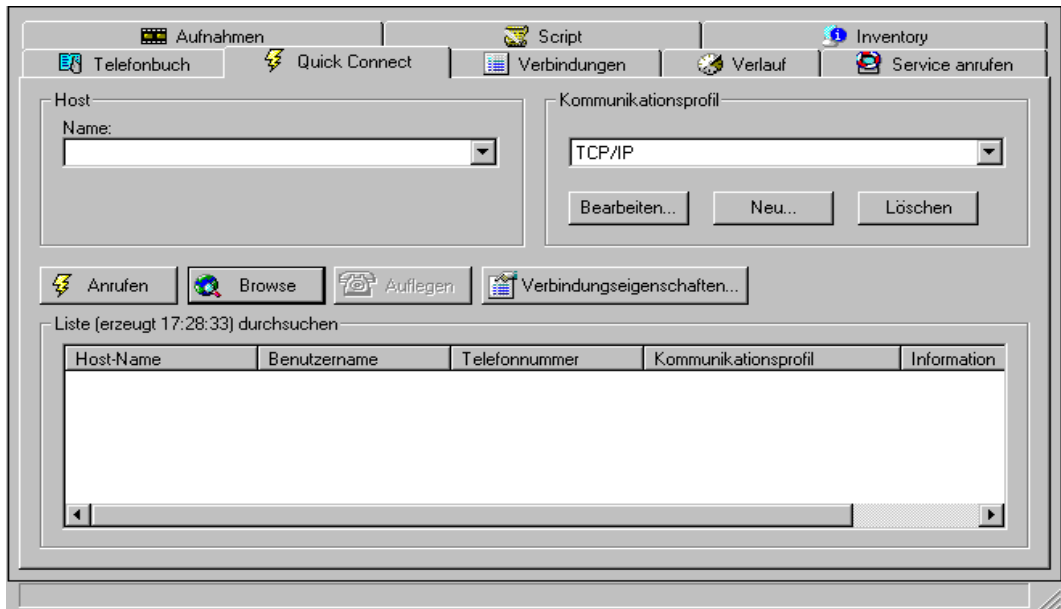 Aufnahmen Script Inventory
Telefonbuch Quick Connect Verbindungen Verlauf Service anrufen
Host Kommunikationsprofil
Name:
TCP/IP
Bearbeiten... Neu... Löschen
Anrufen Browse Auflegen Verbindungseigenschaften...
Liste (erzeugt 17:28:33) durchsuchen
Host-Name Benutzername Telefonnummer Kommunikationsprofil Information